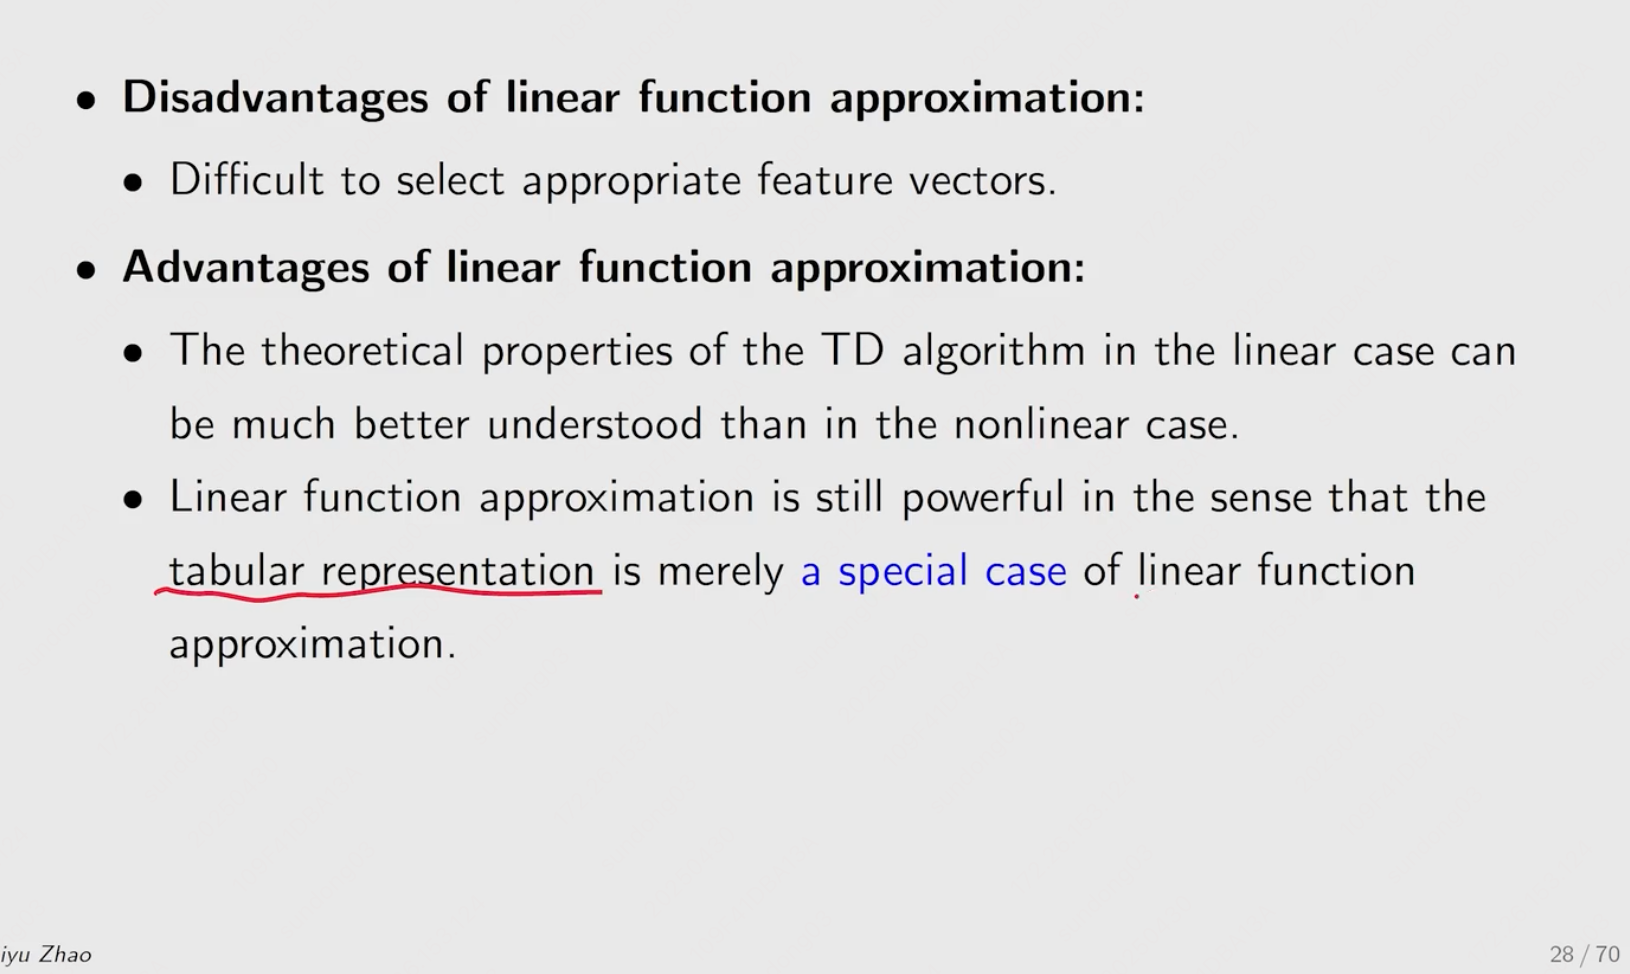 • Disadvantages of linear function approximation:
• Difficult to select appropriate feature vectors.
• Advantages of linear function approximation:
• The theoretical properties of the TD algorithm in the linear case can
be much better understood than in the nonlinear case.
• Linear function approximation is still powerful in the sense that the
tabular representation is merely a special case of linear function
approximation.
iyu Zhao
28 / 70